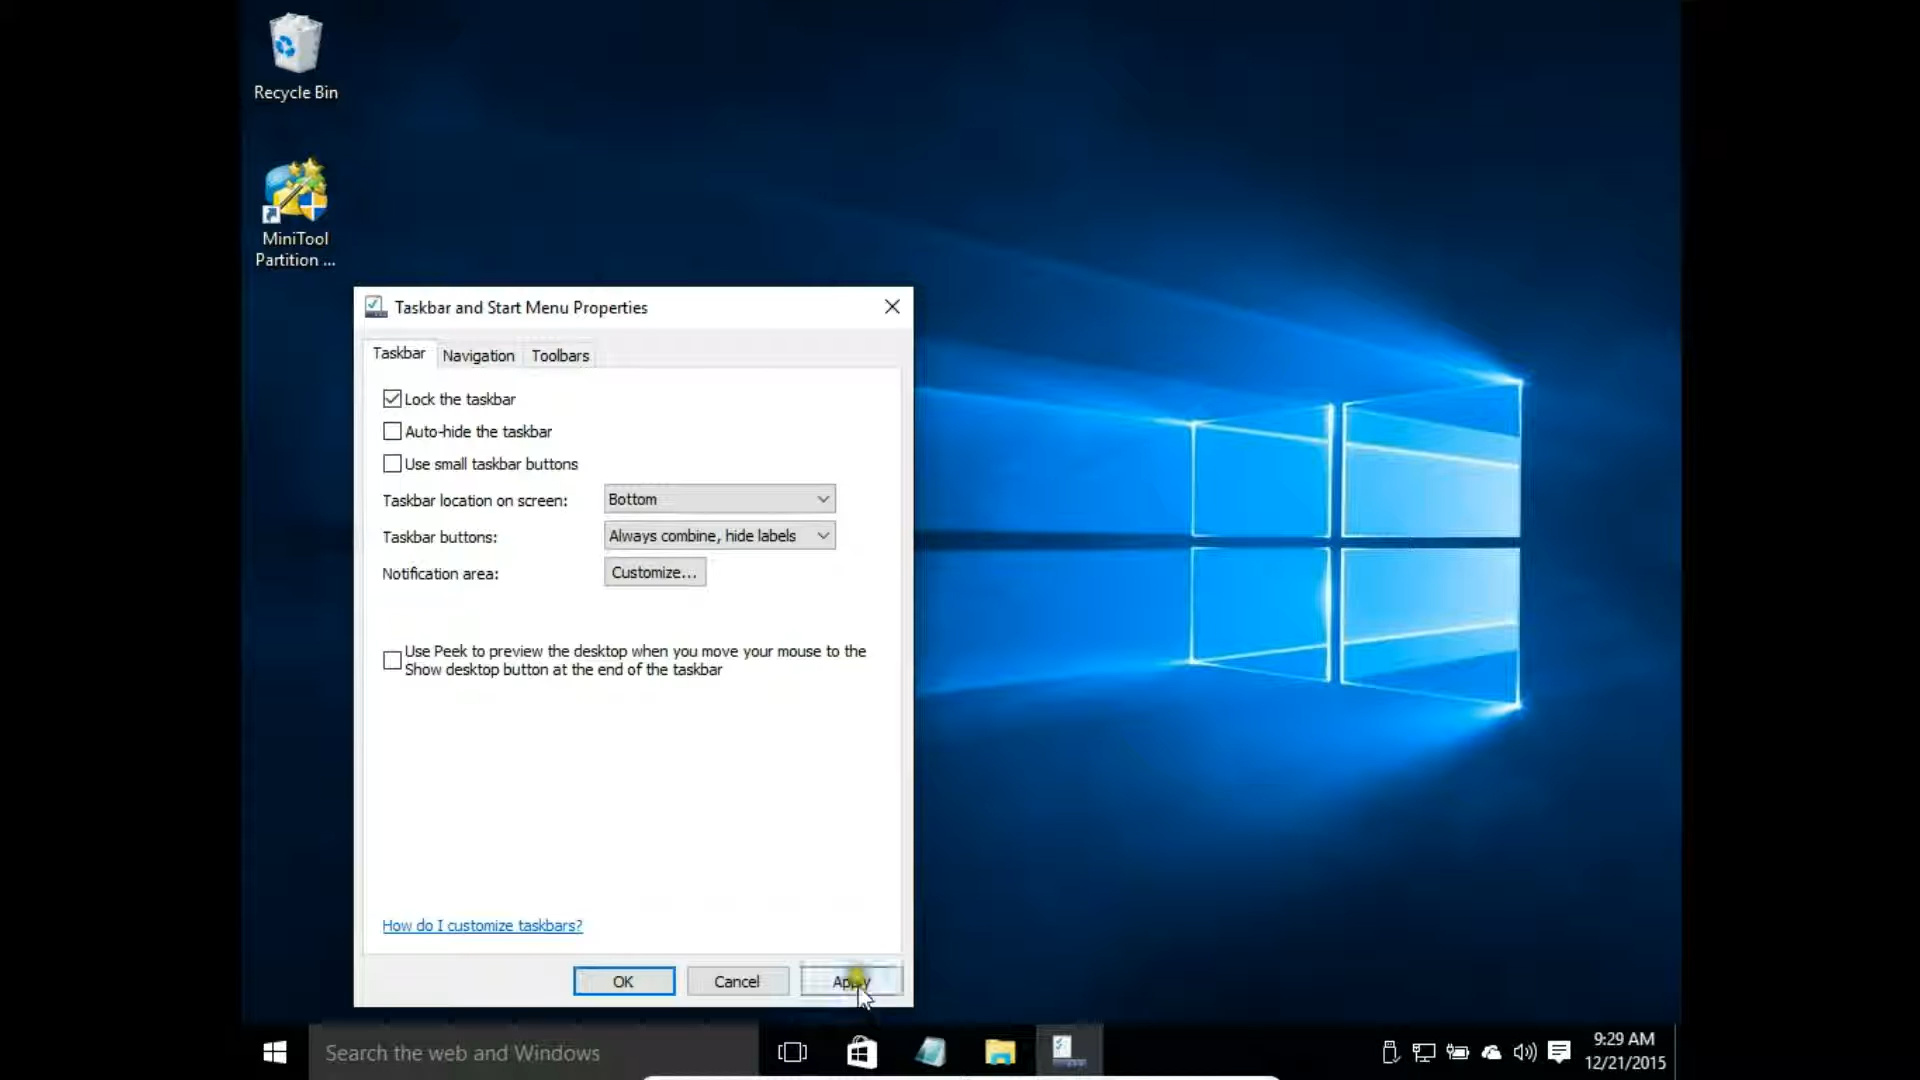 Recycle Bin
MiniTool
Partition ...
Taskbar and Start Menu Properties
Taskbar Navigation Toolbars
Lock the taskbar
Auto-hide the taskbar
Use small taskbar buttons
Taskbar location on screen: Bottom
Taskbar buttons: Always combine, hide labels
Notification area: Customize...
Use Peek to preview the desktop when you move your mouse to the
Show desktop button at the end of the taskbar
How do I customize taskbars?
OK Cancel Apply
Search the web and Windows
9:29 AM
12/21/2015